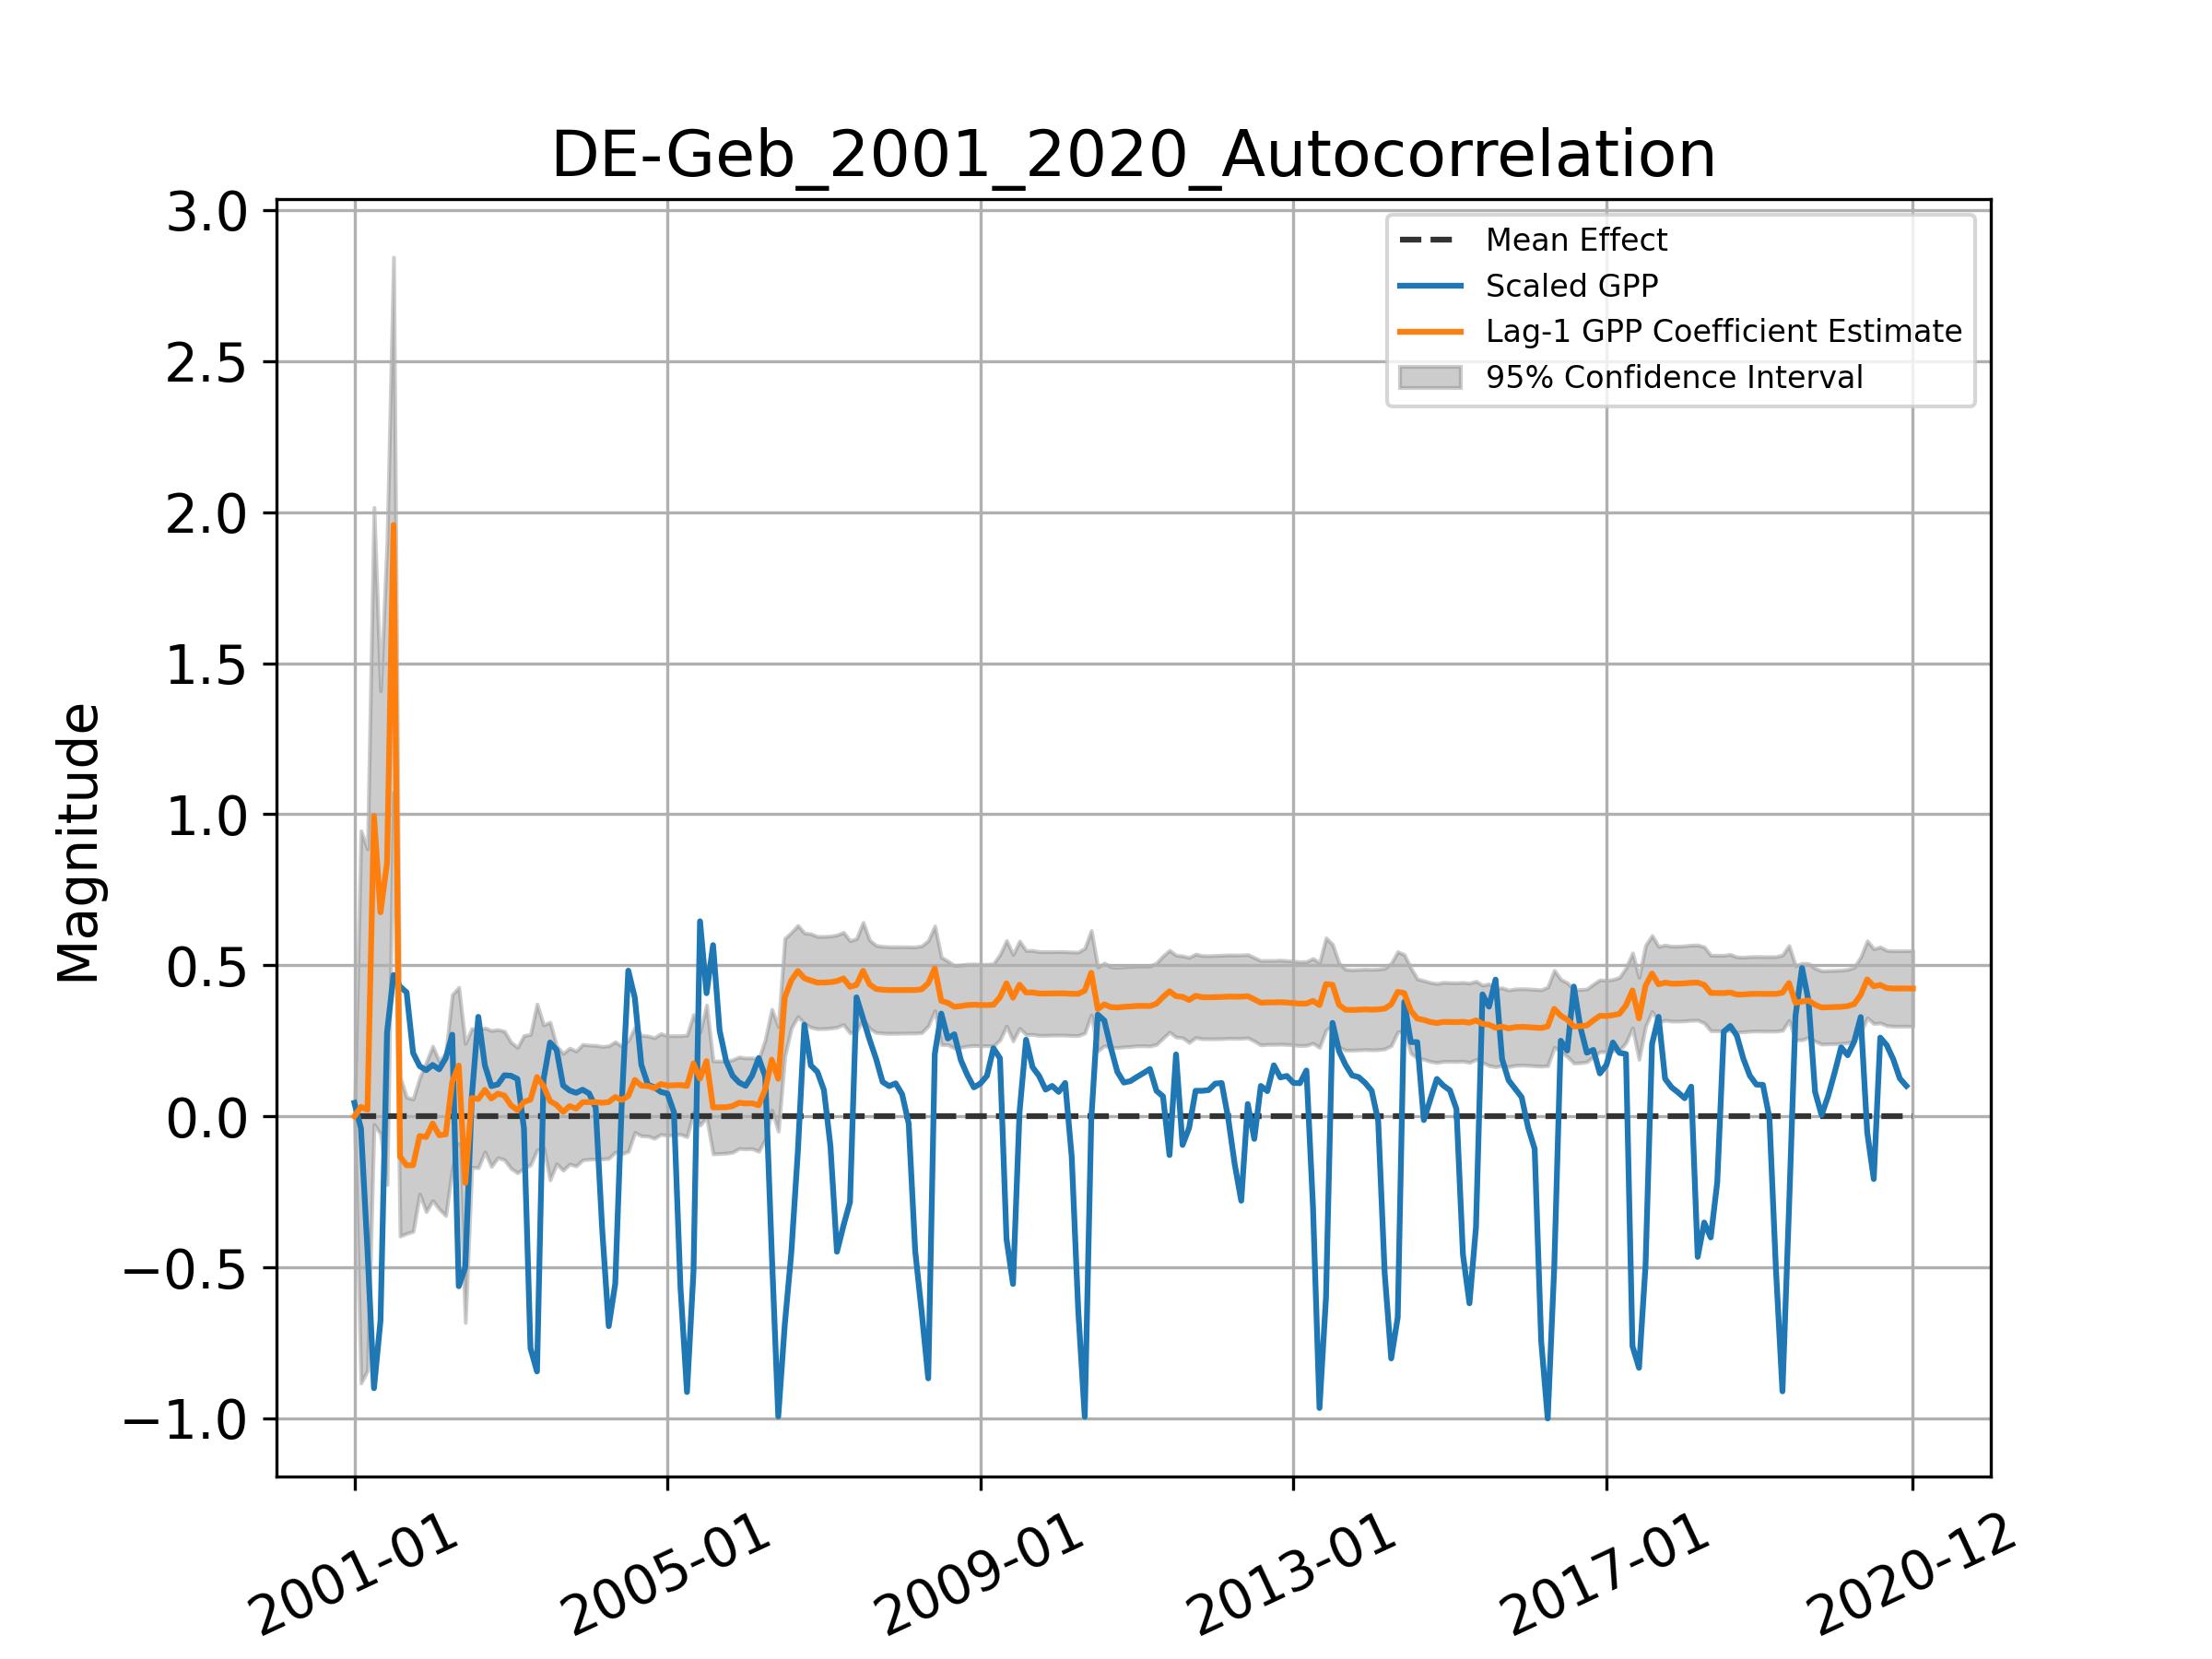 DE-Geb_2001_2020_Autocorrelation
3.0
2.5
2.0
1.5
1.0
0.5
0.0
−0.5
−1.0
Magnitude
Mean Effect
Scaled GPP
Lag-1 GPP Coefficient Estimate
95% Confidence Interval
2001-01
2005-01
2009-01
2013-01
2017-01
2020-12